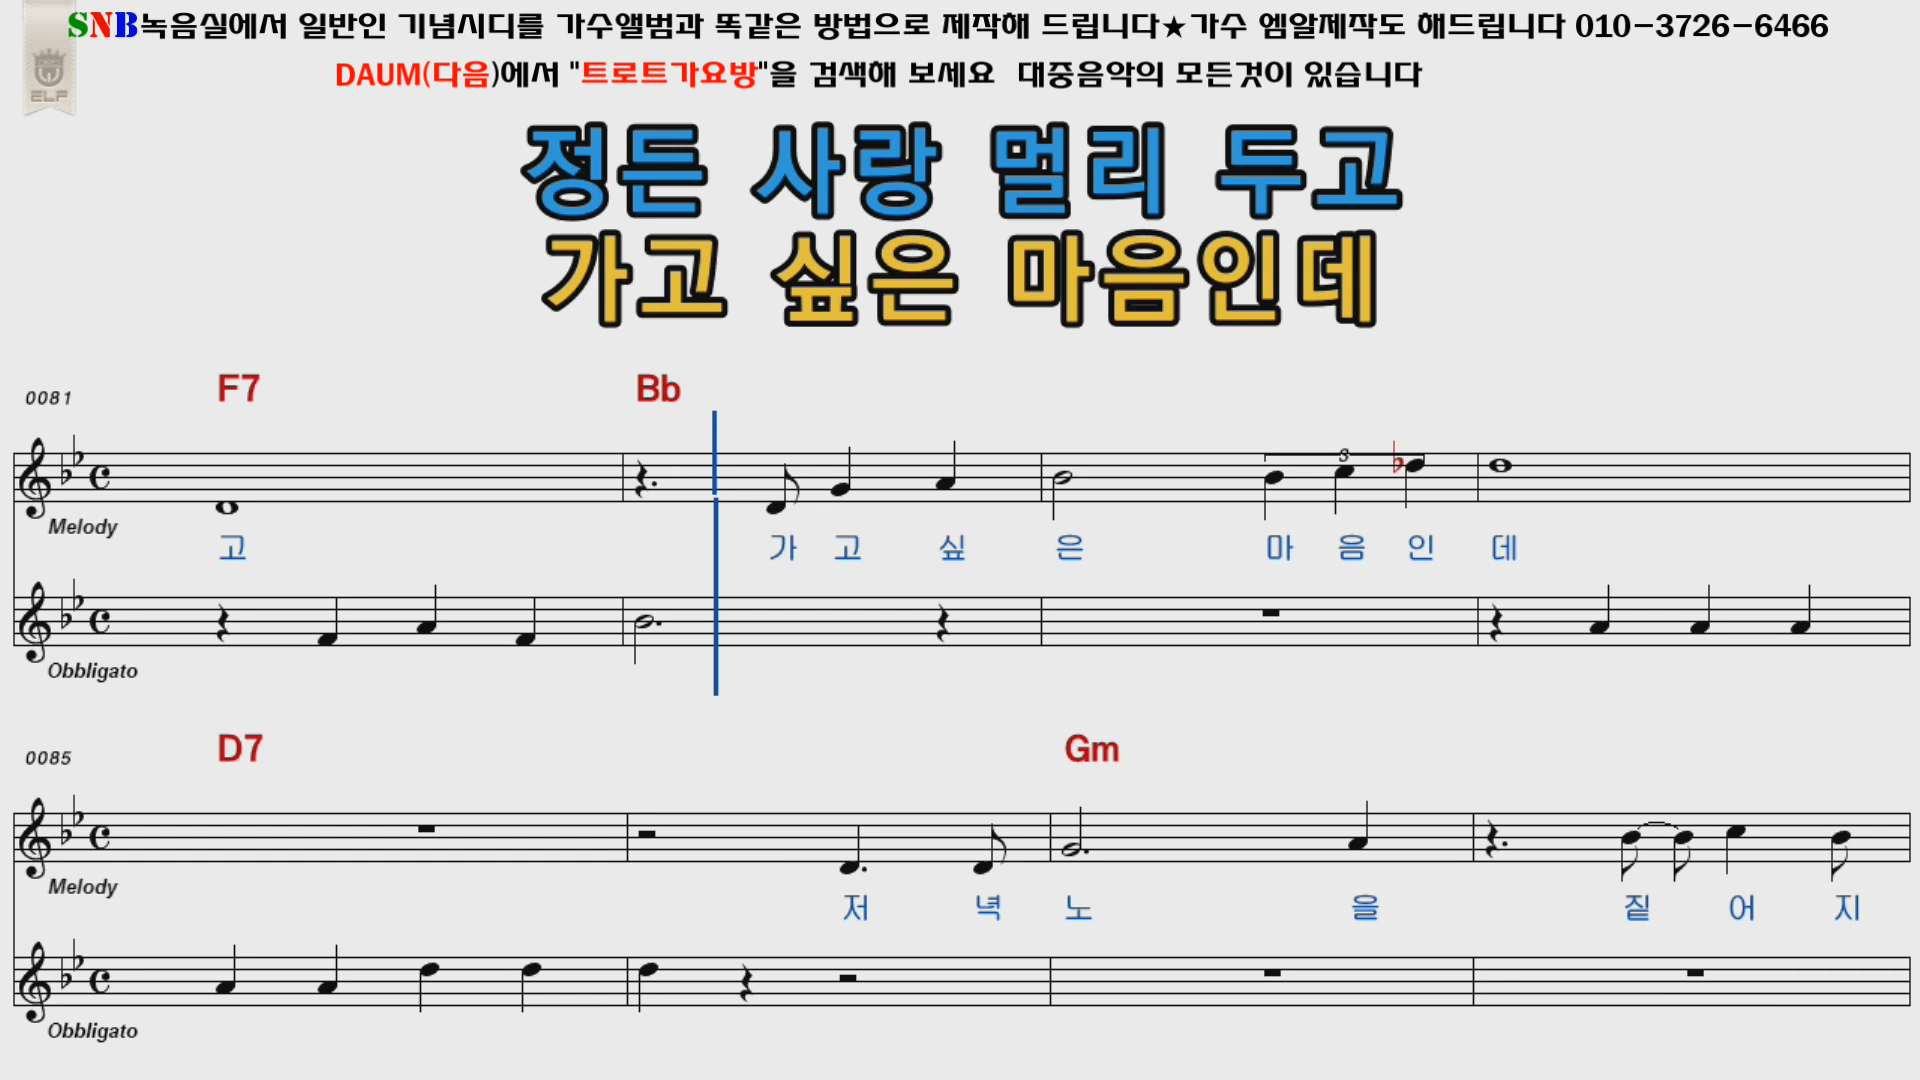 SNB녹음실에서 일반인 기념시디를 가수앨범과 똑같은 방법으로 제작해 드립니다★가수 엠알제작도 해드립니다 010-3726-6466
ELF
DAUM(다음)에서 "트로트가요방"을 검색해 보세요 대중음악의 모든것이 있습니다
정든 사랑 멀리 두고
가고 싶은 마음인데
0081 F7 Bb
3
Melody
고 가 고 싶 은 마 음 인 데
Obbligato
0085 D7 Gm
Melody
저 녁 노 을 짙 어 지
Obbligato